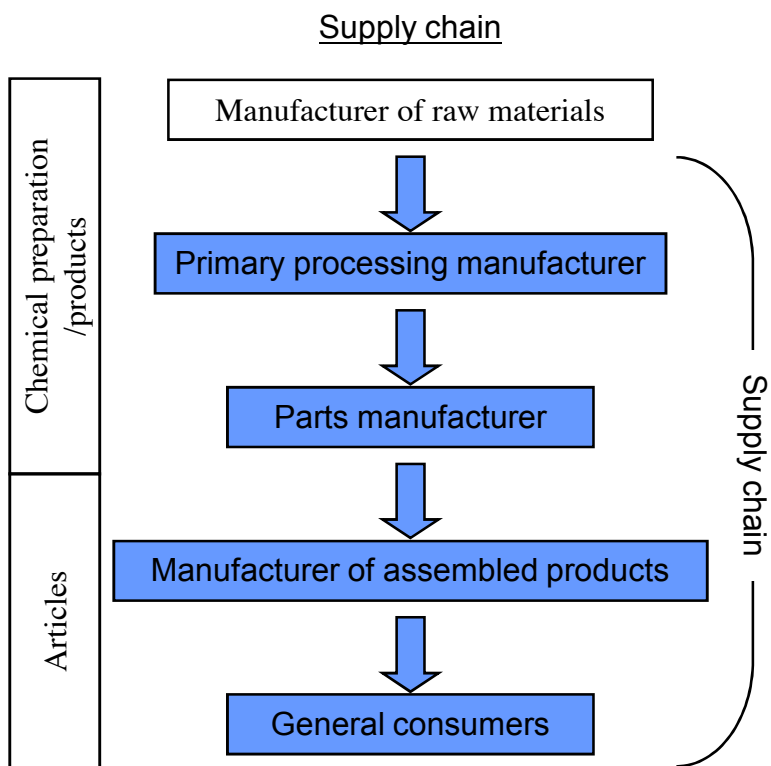 Supply chain
Manufacturer of raw materials
Primary processing manufacturer
Parts manufacturer
Manufacturer of assembled products
General consumers
Chemical preparation
/products
Articles
Supply chain